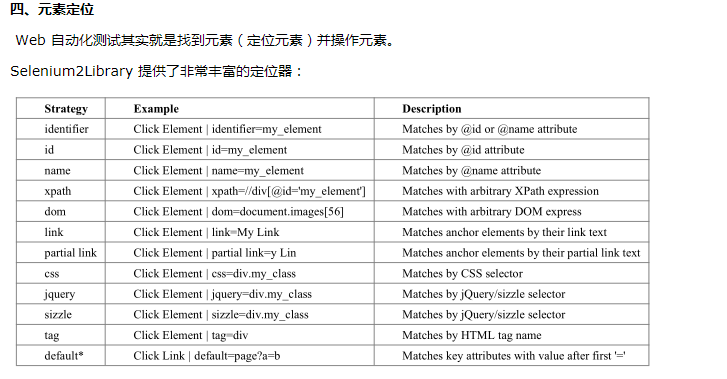 四、元素定位
Web 自动化测试其实就是找到元素（定位元素）并操作元素。
Selenium2Library 提供了非常丰富的定位器：
Strategy Example Description
identifier Click Element | identifier=my_element Matches by @id or @name attribute
id Click Element | id=my_element Matches by @id attribute
name Click Element | name=my_element Matches by @name attribute
xpath Click Element | xpath=//div[@id='my_element'] Matches with arbitrary XPath expression
dom Click Element | dom=document.images[56] Matches with arbitrary DOM express
link Click Element | link=My Link Matches anchor elements by their link text
partial link Click Element | partial link=y Lin Matches anchor elements by their partial link text
css Click Element | css=div.my_class Matches by CSS selector
jquery Click Element | jquery=div.my_class Matches by jQuery/sizzle selector
sizzle Click Element | sizzle=div.my_class Matches by jQuery/sizzle selector
tag Click Element | tag=div Matches by HTML tag name
default* Click Link | default=page?a=b Matches key attributes with value after first '='